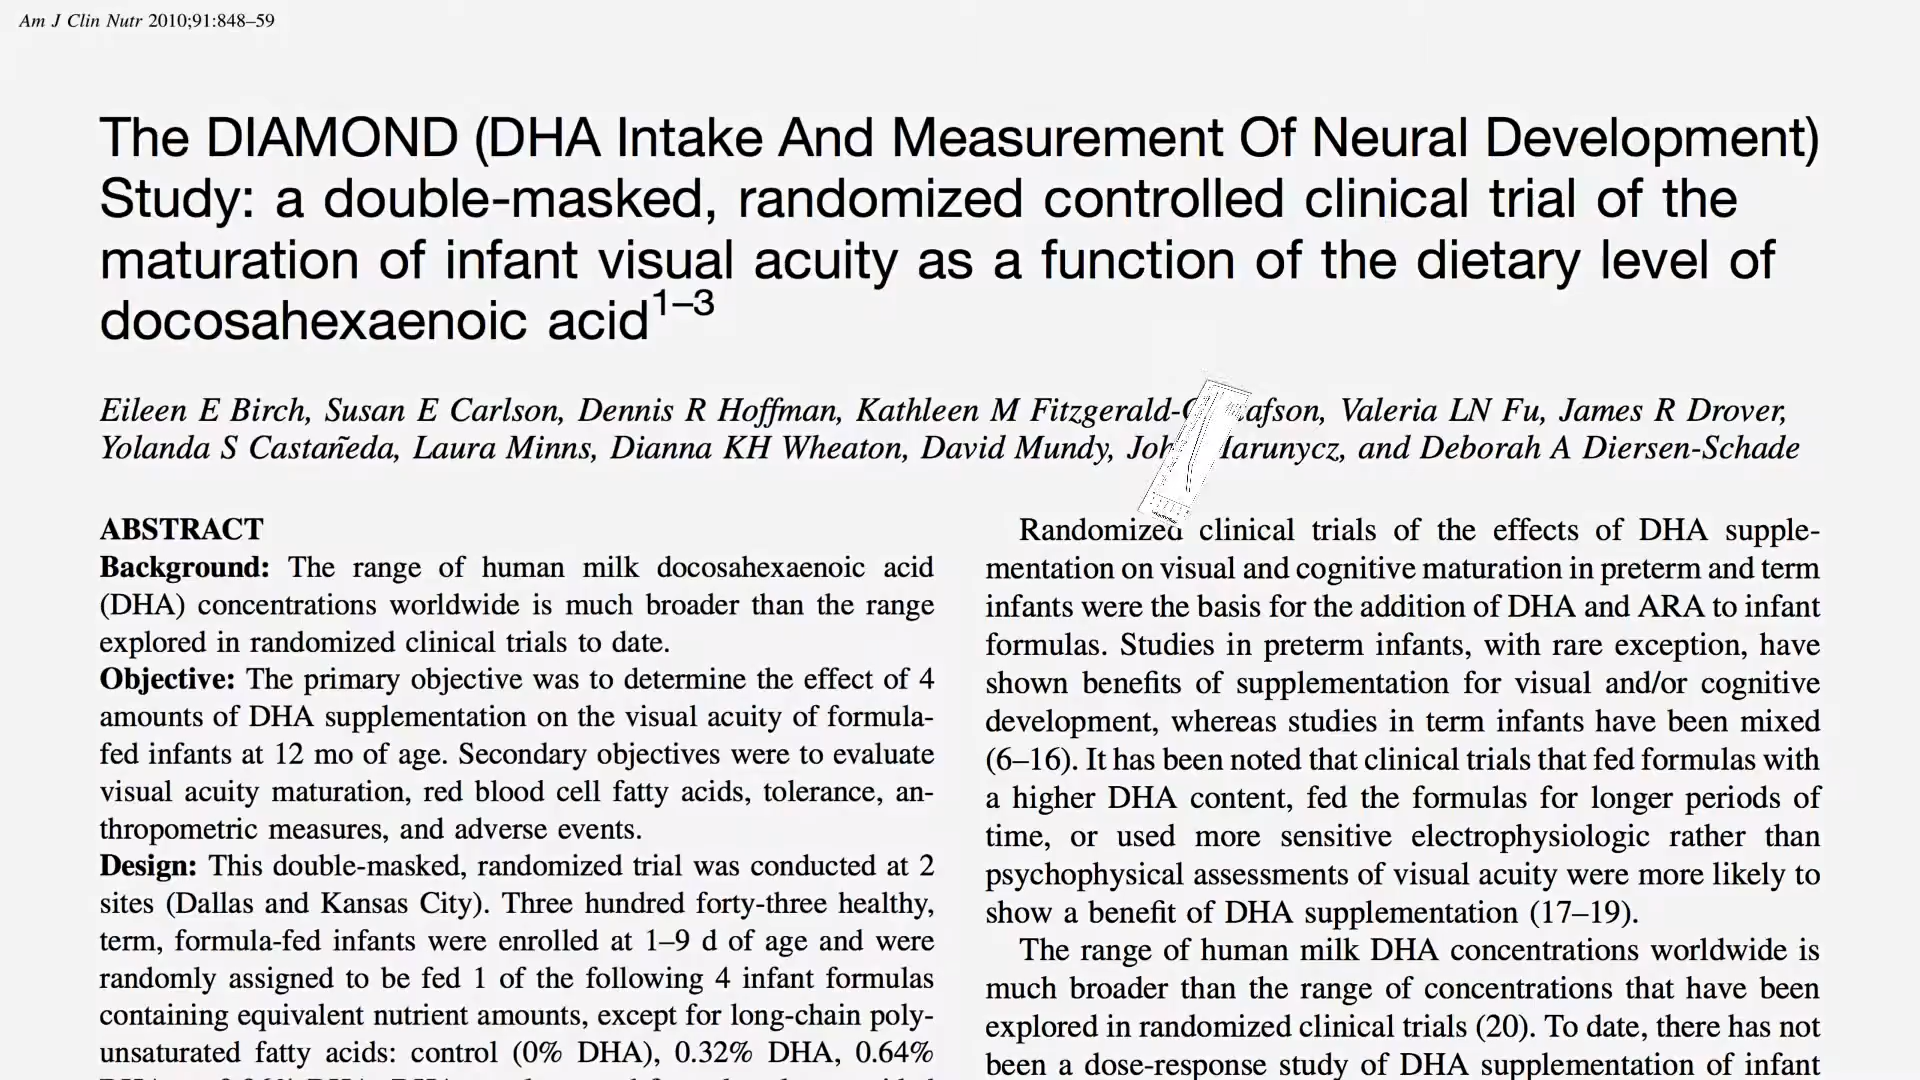 Am J Clin Nutr 2010;91:848–59
The DIAMOND (DHA Intake And Measurement Of Neural Development)
Study: a double-masked, randomized controlled clinical trial of the
maturation of infant visual acuity as a function of the dietary level of
docosahexaenoic acid1–3
Eileen E Birch, Susan E Carlson, Dennis R Hoffman, Kathleen M Valeria LN Fu, James R Drover,
Yolanda S Castañeda, Laura Minns, Dianna KH Wheaton, David Mundy, and Deborah A Diersen-Schade
ABSTRACT
Background: The range of human milk docosahexaenoic acid
(DHA) concentrations worldwide is much broader than the range
explored in randomized clinical trials to date.
Objective: The primary objective was to determine the effect of 4
amounts of DHA supplementation on the visual acuity of formula-
fed infants at 12 mo of age. Secondary objectives were to evaluate
visual acuity maturation, red blood cell fatty acids, tolerance, an-
thropometric measures, and adverse events.
Design: This double-masked, randomized trial was conducted at 2
sites (Dallas and Kansas City). Three hundred forty-three healthy,
term, formula-fed infants were enrolled at 1–9 d of age and were
randomly assigned to be fed 1 of the following 4 infant formulas
containing equivalent nutrient amounts, except for long-chain poly-
unsaturated fatty acids: control (0% DHA), 0.32% DHA, 0.64%
Randomized clinical trials of the effects of DHA supple-
mentation on visual and cognitive maturation in preterm and term
infants were the basis for the addition of DHA and ARA to infant
formulas. Studies in preterm infants, with rare exception, have
shown benefits of supplementation for visual and/or cognitive
development, whereas studies in term infants have been mixed
(6–16). It has been noted that clinical trials that fed formulas with
a higher DHA content, fed the formulas for longer periods of
time, or used more sensitive electrophysiologic rather than
psychophysical assessments of visual acuity were more likely to
show a benefit of DHA supplementation (17–19).
The range of human milk DHA concentrations worldwide is
much broader than the range of concentrations that have been
explored in randomized clinical trials (20). To date, there has not
been a dose-response study of DHA supplementation of infant